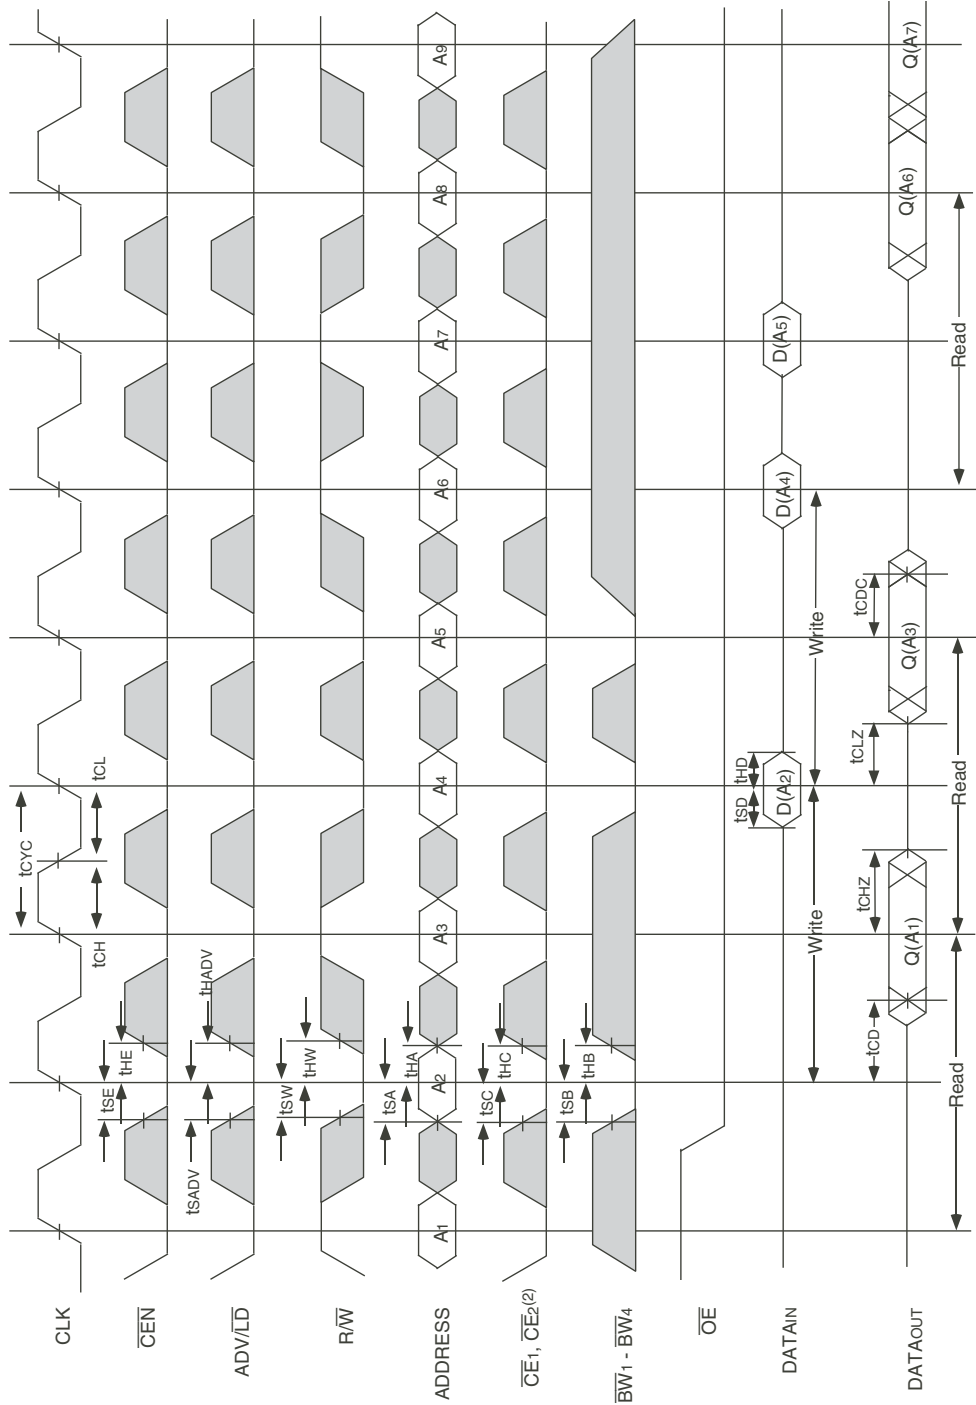 CLK
tCYC
tCH
tCL
CEN
tSE
tHE
ADV/LD
tSADV
tHADV
R/W
tSW
tHW
ADDRESS
A1
A2
A3
A4
A5
A6
A7
A8
A9
tSA
tHA
CE1, CE2(2)
tSC
tHC
BW1 - BW4
tSB
tHB
OE
DATAIN
D(A2)
D(A4)
D(A5)
tSD
tHD
Write
Write
tCD
tCHZ
tCLZ
tCDC
DATAOUT
Q(A1)
Q(A3)
Q(A6)
Q(A7)
Read
Read
Read